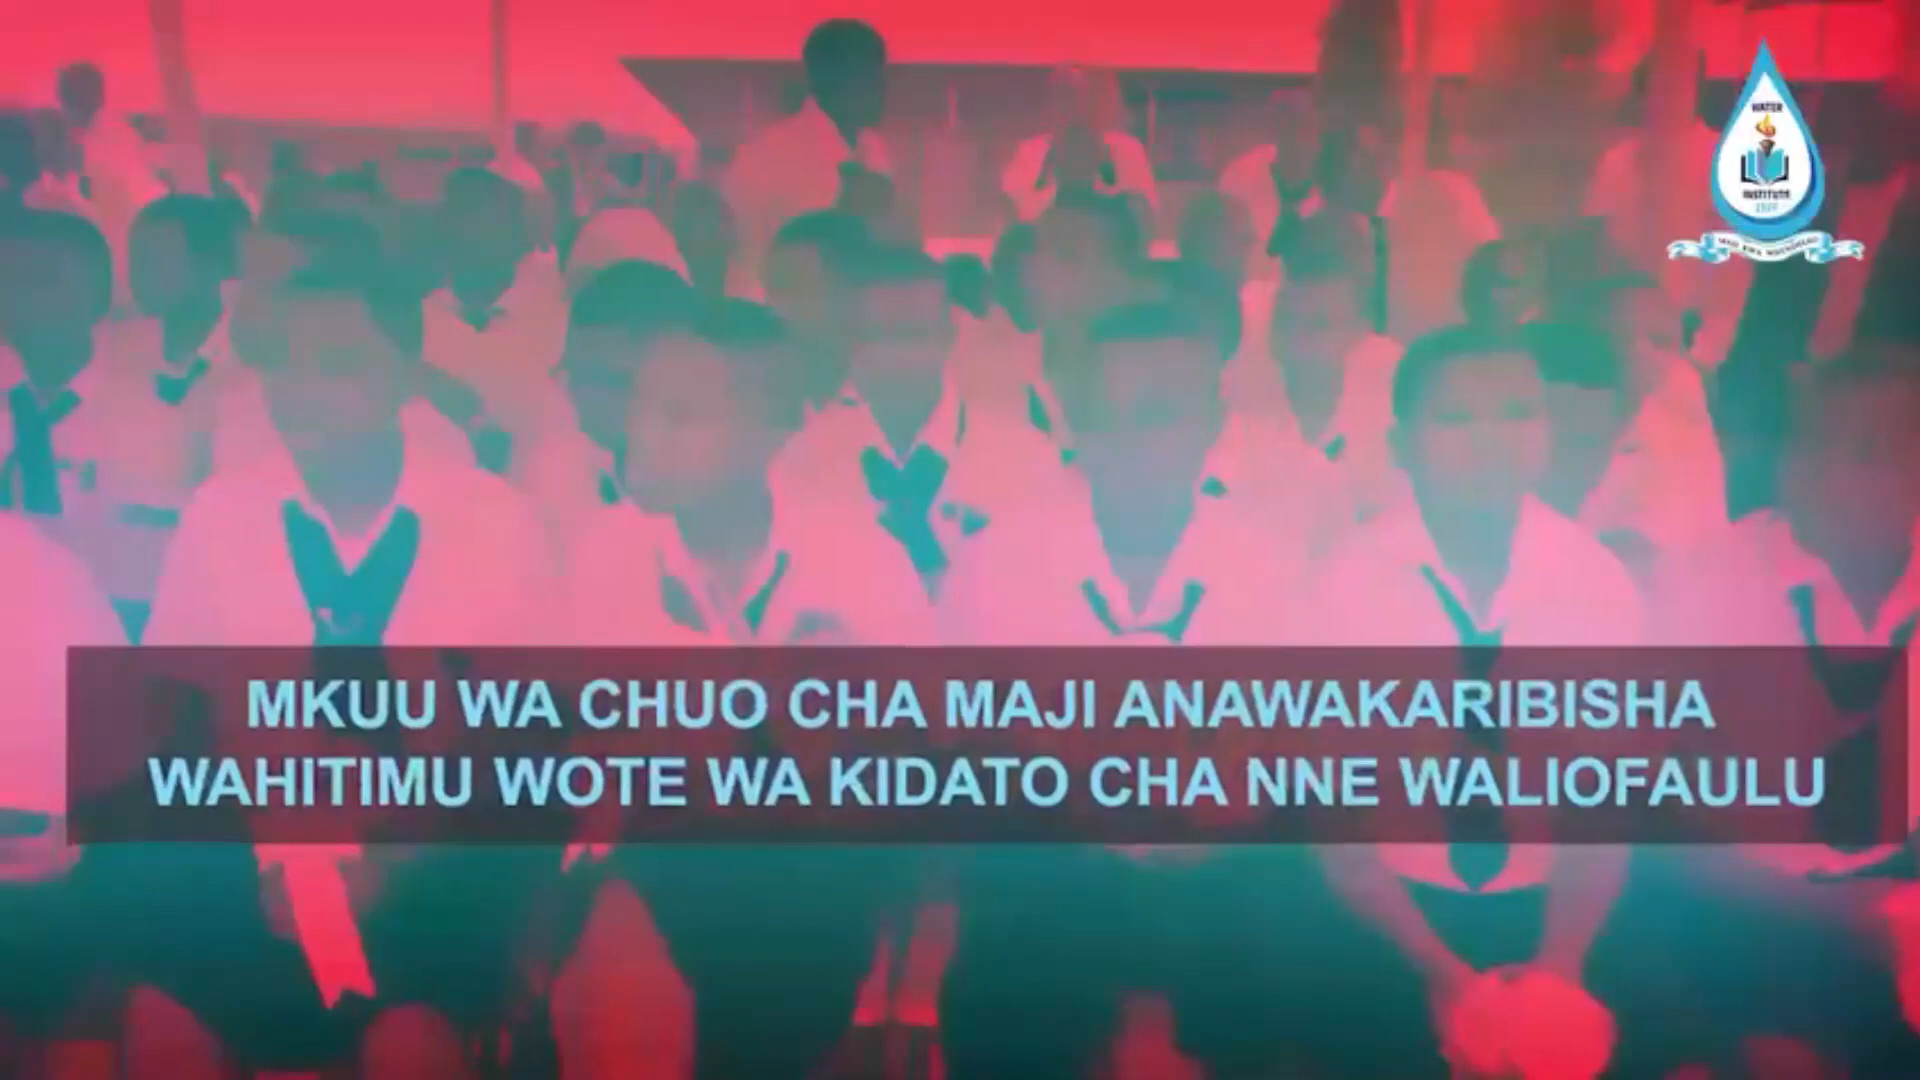 WATER
INSTITUTE
MKUU WA CHUO CHA MAJI ANAWAKARIBISHA
WAHITIMU WOTE WA KIDATO CHA NNE WALIOFAULU